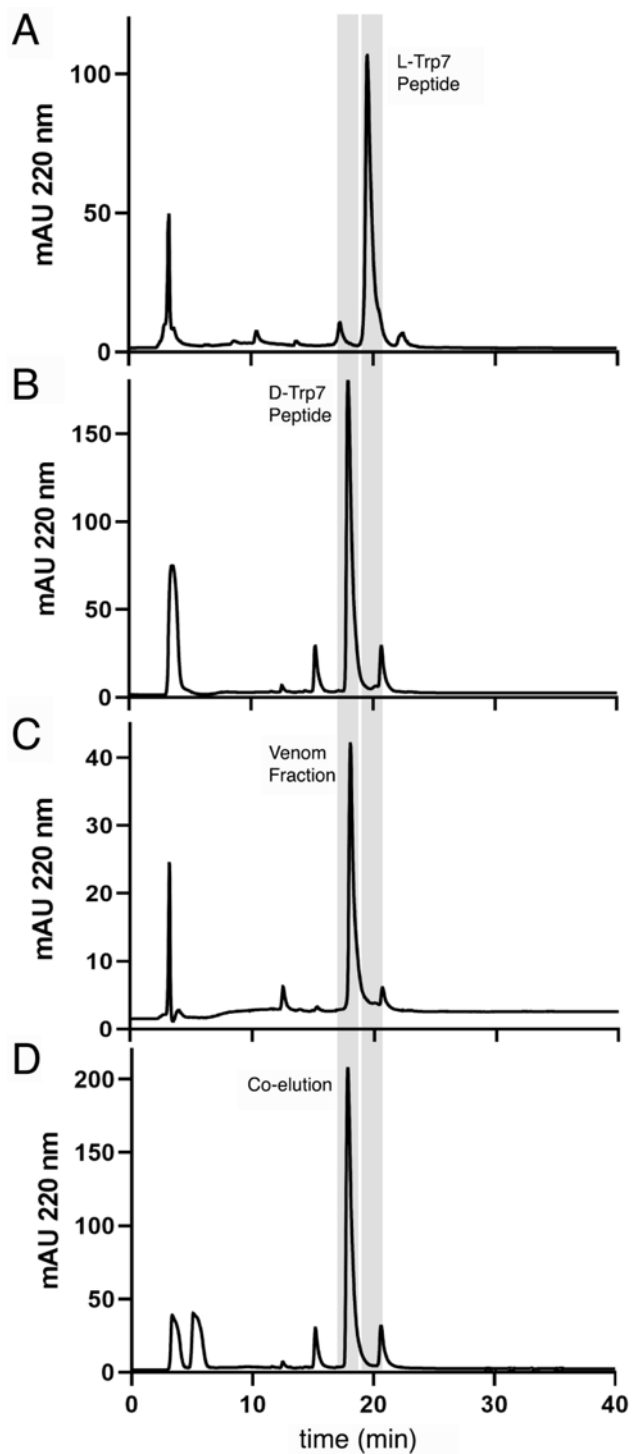 A
mAU 220 nm
100
50
0
L-Trp7
Peptide
B
mAU 220 nm
150
100
50
0
D-Trp7
Peptide
C
mAU 220 nm
40
30
20
10
0
Venom
Fraction
D
mAU 220 nm
200
150
100
50
0
Co-elution
0 10 20 30 40
time (min)